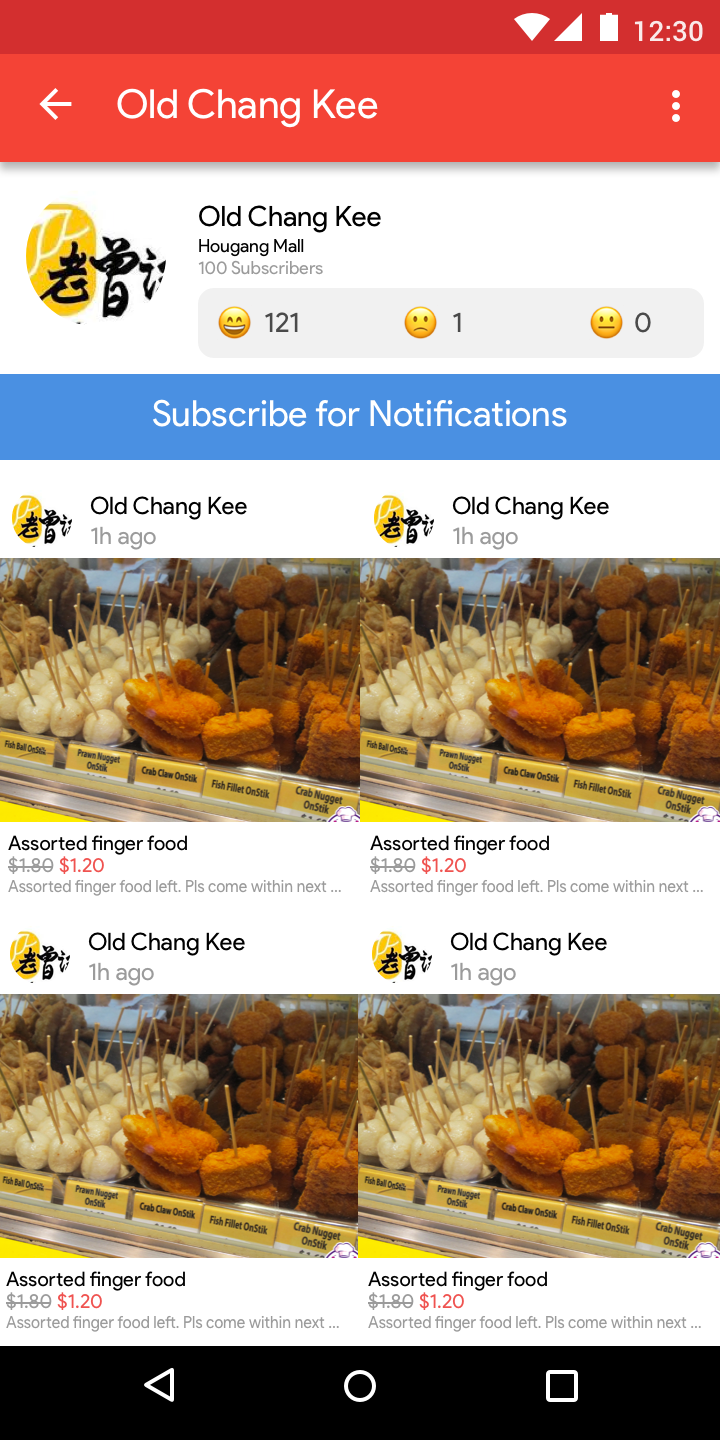 12:30
Old Chang Kee
老曾记
Old Chang Kee
Hougang Mall
100 Subscribers
121
1
0
Subscribe for Notifications
老曾
Old Chang Kee
1h ago
老曾
Old Chang Kee
1h ago
Fish Ball OnStik
Prawn Nugget OnStik
Crab Claw OnStik
Fish Fillet OnStik
Crab Nugget OnStik
Fish Ball OnStik
Prawn Nugget OnStik
Crab Claw OnStik
Fish Fillet OnStik
Crab Nugget OnStik
Assorted finger food
$1.80 $1.20
Assorted finger food left. Pls come within next ...
Assorted finger food
$1.80 $1.20
Assorted finger food left. Pls come within next ...
老曾
Old Chang Kee
1h ago
老曾
Old Chang Kee
1h ago
Fish Ball OnStik
Prawn Nugget OnStik
Crab Claw OnStik
Fish Fillet OnStik
Crab Nugget OnStik
Fish Ball OnStik
Prawn Nugget OnStik
Crab Claw OnStik
Fish Fillet OnStik
Crab Nugget OnStik
Assorted finger food
$1.80 $1.20
Assorted finger food left. Pls come within next ...
Assorted finger food
$1.80 $1.20
Assorted finger food left. Pls come within next ...